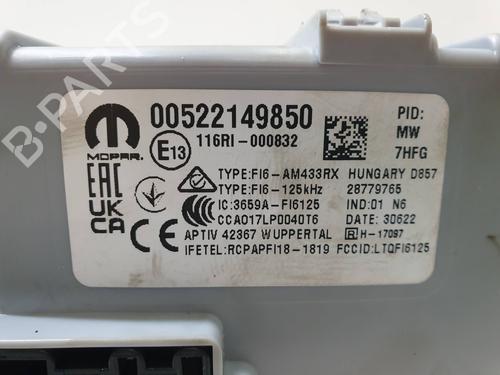 MOPAR.
00522149850
116RI-000832
E13
PID:
MW
7HFG
EAC
UK
CA
TYPE:FI6-AM433RX HUNGARY D857
TYPE:FI6-125kHz 28779765
IC:3659A-FI6125 IND:01 N6
CCAO17LP0040T6 DATE: 30622
APTIV 42367 WUPPERTAL R H-17097
IFETEL:RCPAPFI18-1819 FCCID:LTQFI6125
B-PARTS